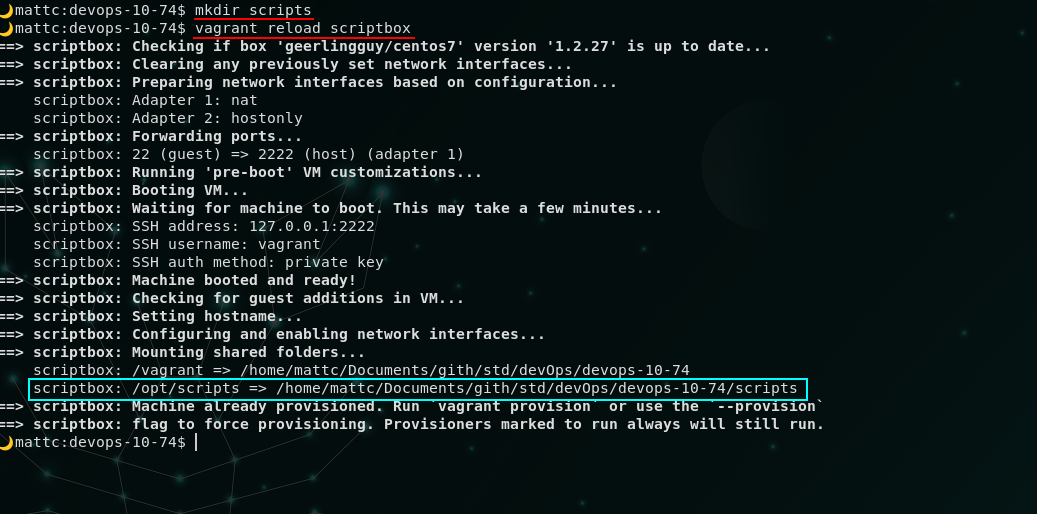 mattc:devops-10-74$ mkdir scripts
mattc:devops-10-74$ vagrant reload scriptbox
==> scriptbox: Checking if box 'geerlingguy/centos7' version '1.2.27' is up to date...
==> scriptbox: Clearing any previously set network interfaces...
==> scriptbox: Preparing network interfaces based on configuration...
scriptbox: Adapter 1: nat
scriptbox: Adapter 2: hostonly
==> scriptbox: Forwarding ports...
scriptbox: 22 (guest) => 2222 (host) (adapter 1)
==> scriptbox: Running 'pre-boot' VM customizations...
==> scriptbox: Booting VM...
==> scriptbox: Waiting for machine to boot. This may take a few minutes...
scriptbox: SSH address: 127.0.0.1:2222
scriptbox: SSH username: vagrant
scriptbox: SSH auth method: private key
==> scriptbox: Machine booted and ready!
==> scriptbox: Checking for guest additions in VM...
==> scriptbox: Setting hostname...
==> scriptbox: Configuring and enabling network interfaces...
==> scriptbox: Mounting shared folders...
scriptbox: /vagrant => /home/mattc/Documents/gith/std/devOps/devops-10-74
scriptbox: /opt/scripts => /home/mattc/Documents/gith/std/devOps/devops-10-74/scripts
==> scriptbox: Machine already provisioned. Run `vagrant provision` or use the `--provision`
==> scriptbox: flag to force provisioning. Provisioners marked to run always will still run.
mattc:devops-10-74$